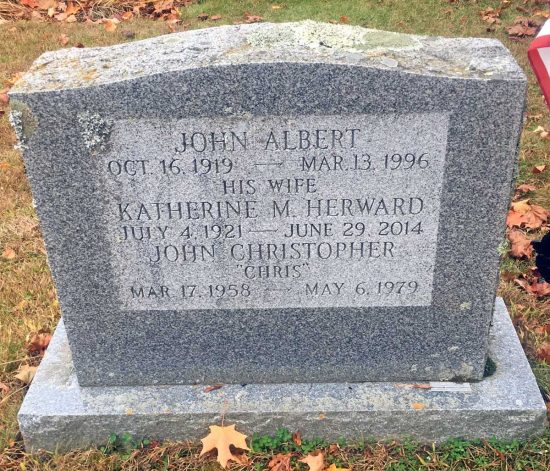 JOHN ALBERT
OCT. 16, 1919 — MAR. 13, 1996
HIS WIFE
KATHERINE M. HERWARD
JULY 4, 1921 — JUNE 29, 2014
JOHN CHRISTOPHER
"CHRIS"
MAR. 17, 1958 — MAY 6, 1979